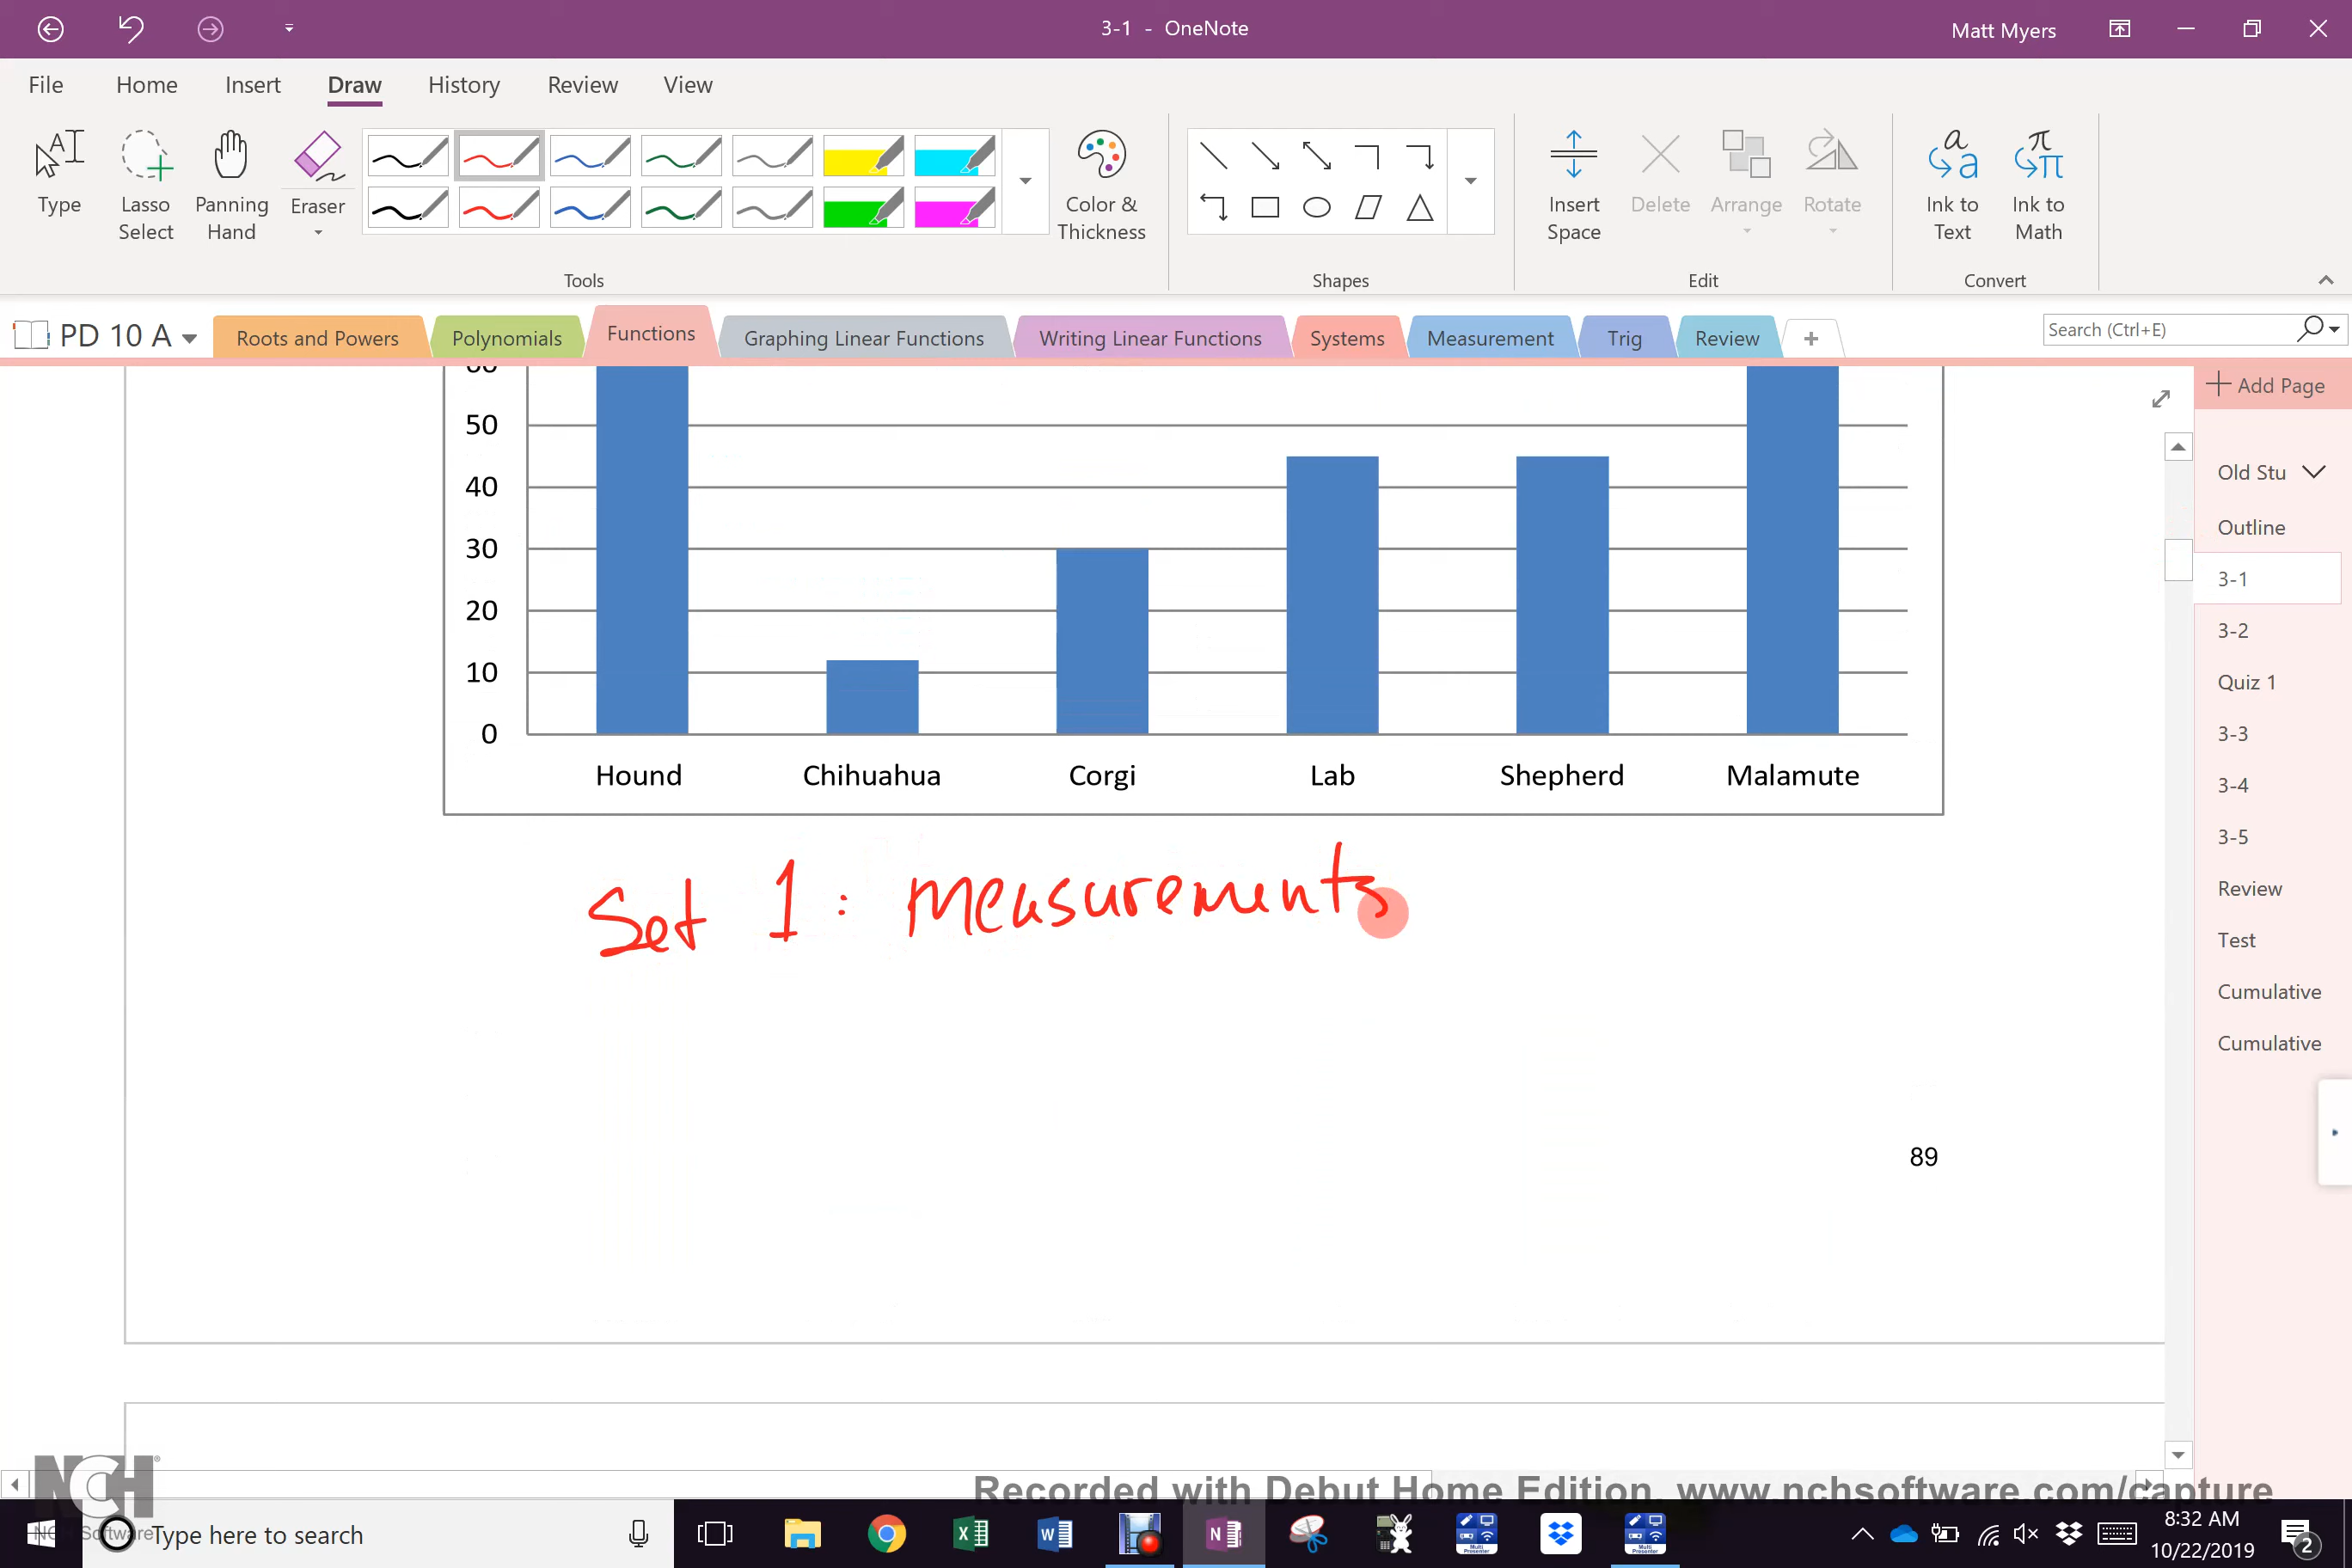 3-1 - OneNote
Matt Myers
File Home Insert Draw History Review View
Type
Lasso Select
Panning Hand
Eraser
Color & Thickness
Insert Space
Delete
Arrange
Rotate
Ink to Text
Ink to Math
Tools Shapes Edit Convert
PD 10 A Roots and Powers Polynomials Functions Graphing Linear Functions Writing Linear Functions Systems Measurement Trig Review
Search (Ctrl+E)
Add Page
Old Stu
Outline
3-1
3-2
Quiz 1
3-3
3-4
3-5
Review
Test
Cumulative
Cumulative
60
50
40
30
20
10
0
Hound Chihuahua Corgi Lab Shepherd Malamute
Set 1: Measurements
89
NCH®
NCH Software
Recorded with Debut Home Edition. www.nchsoftware.com/capture
Type here to search
8:32 AM
10/22/2019
2